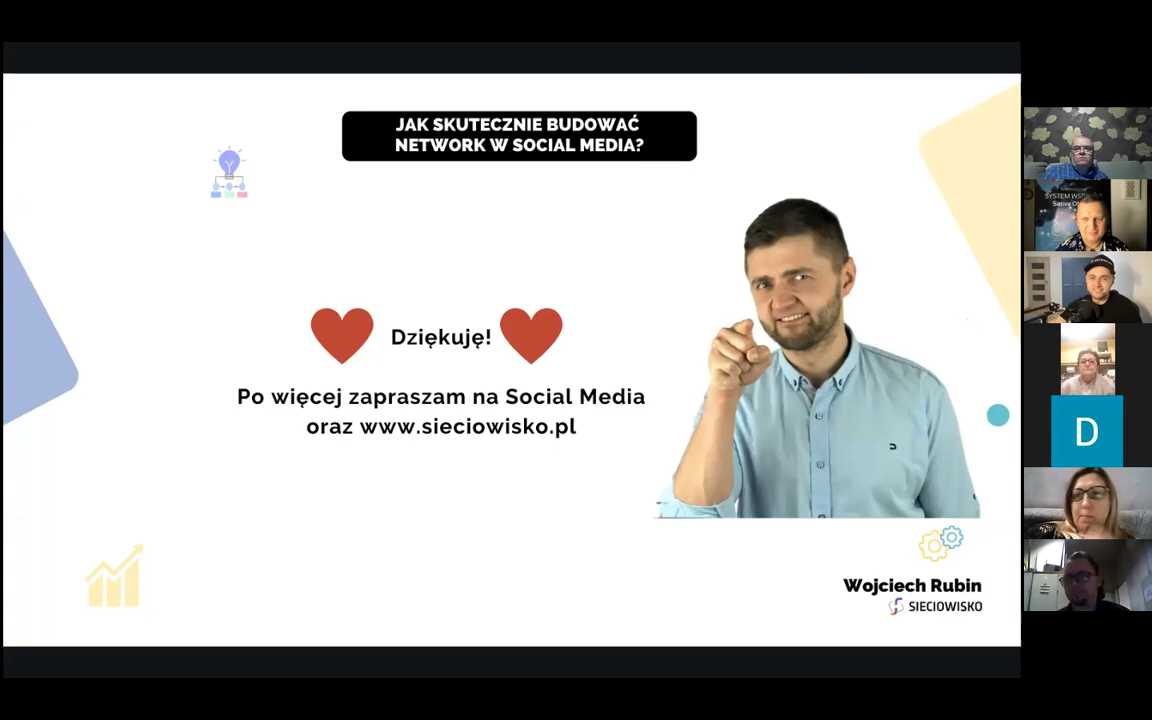 JAK SKUTECZNIE BUDOWAĆ
NETWORK W SOCIAL MEDIA?
Dziękuję!
Po więcej zapraszam na Social Media
oraz www.sieciowisko.pl
Wojciech Rubin
SIECIOWISKO
D